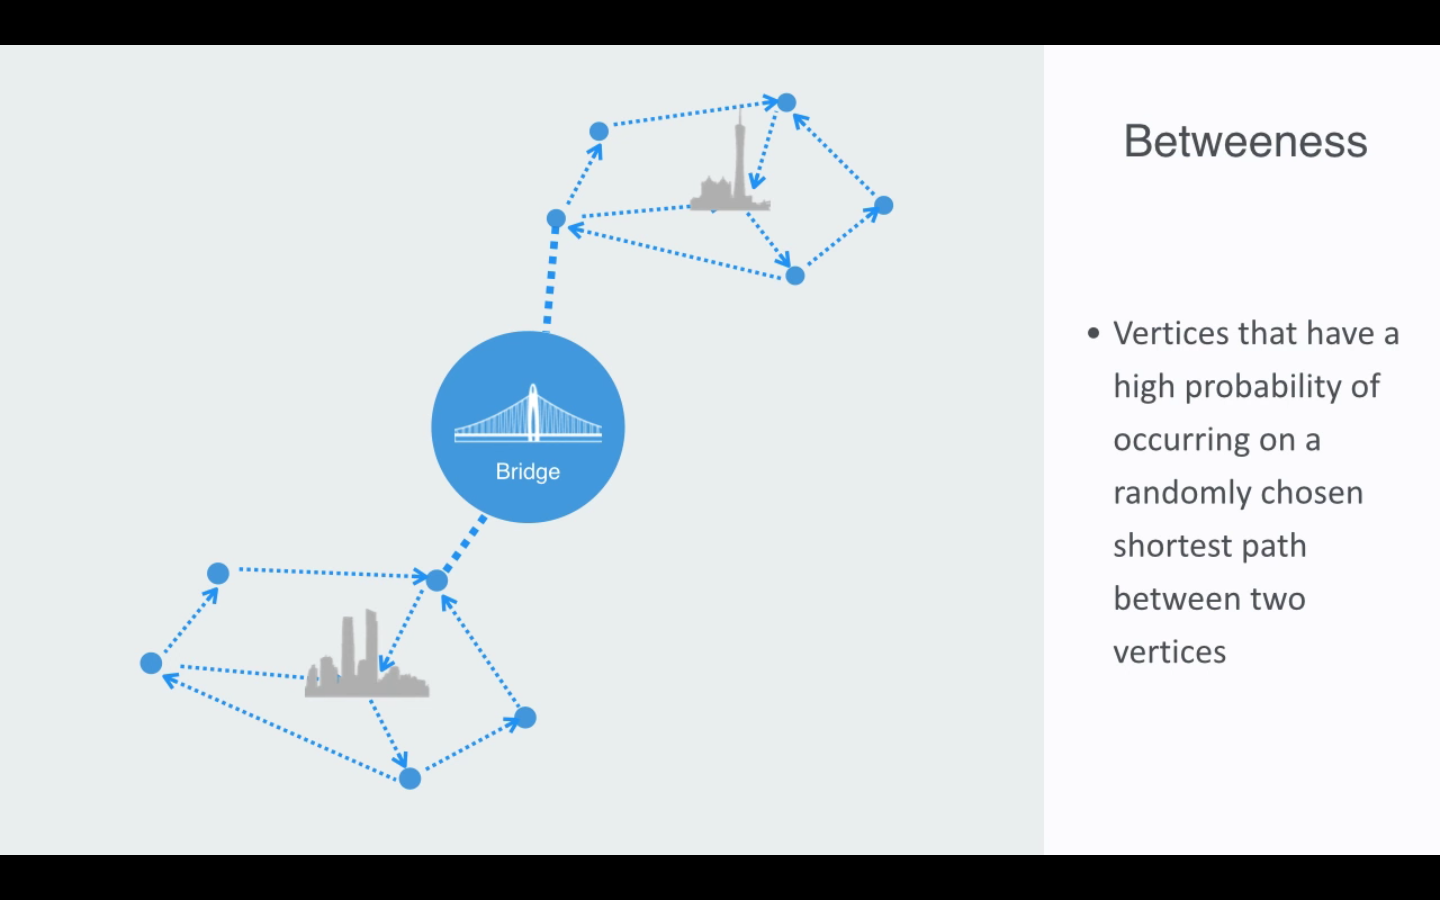 Betweeness
Bridge
• Vertices that have a
high probability of
occurring on a
randomly chosen
shortest path
between two
vertices